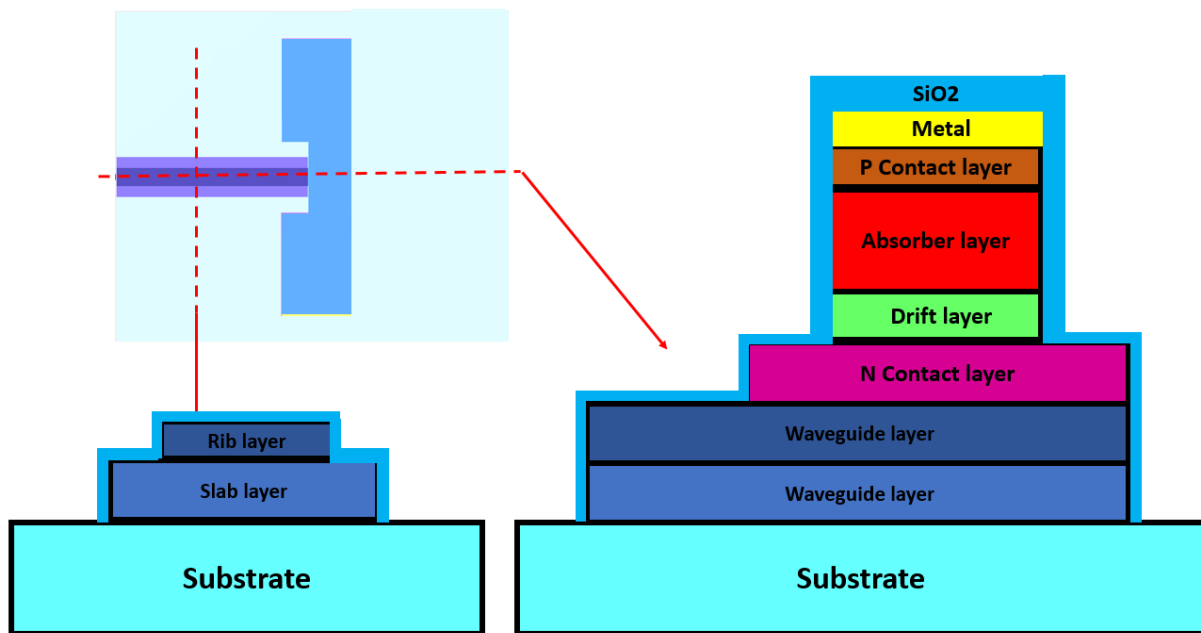 Rib layer
Slab layer
Substrate
SiO2
Metal
P Contact layer
Absorber layer
Drift layer
N Contact layer
Waveguide layer
Waveguide layer
Substrate